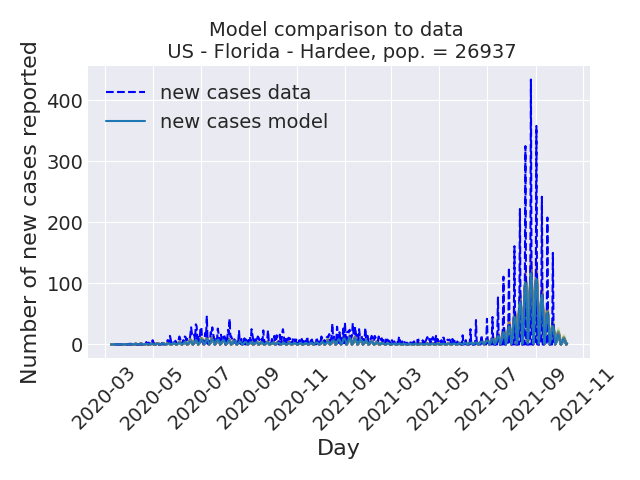 Model comparison to data
US - Florida - Hardee, pop. = 26937
new cases data
new cases model
Number of new cases reported
400
300
200
100
0
2020-03
2020-05
2020-07
2020-09
2020-11
2021-01
2021-03
2021-05
2021-07
2021-09
2021-11
Day